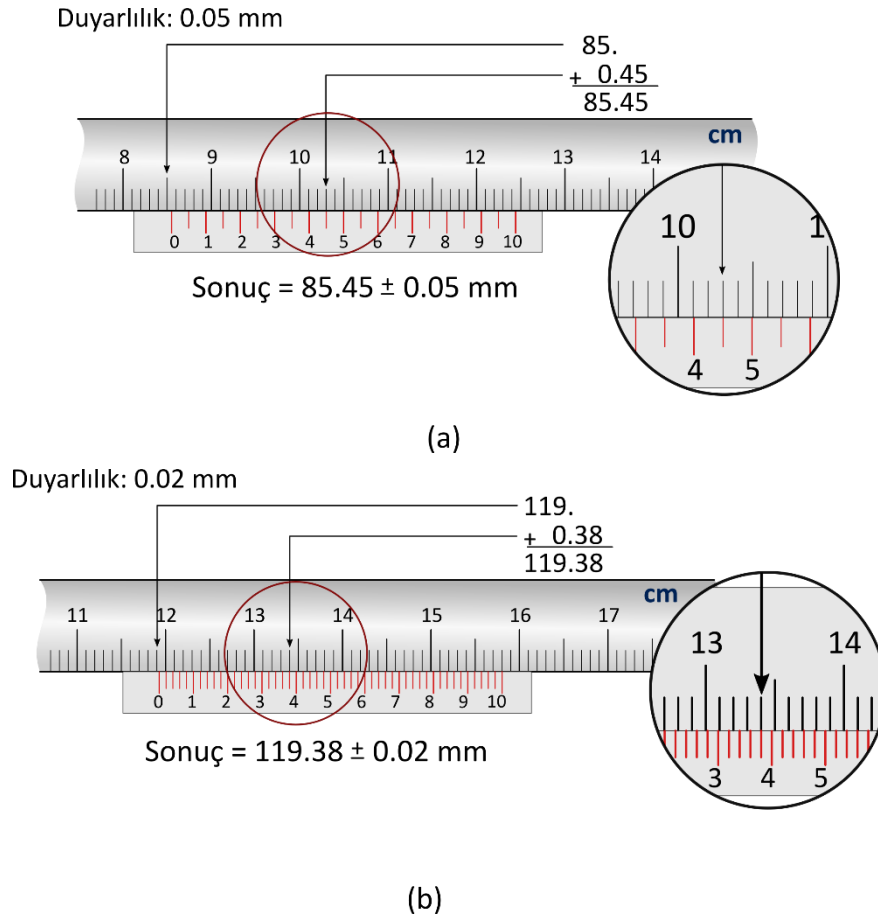 Duyarlılık: 0.05 mm
85.
+ 0.45
85.45
cm
8 9 10 11 12 13 14
0 1 2 3 4 5 6 7 8 9 10
Sonuç = 85.45 ± 0.05 mm
10 1
4 5
(a)
Duyarlılık: 0.02 mm
119.
+ 0.38
119.38
cm
11 12 13 14 15 16 17
0 1 2 3 4 5 6 7 8 9 10
Sonuç = 119.38 ± 0.02 mm
13 14
3 4 5
(b)